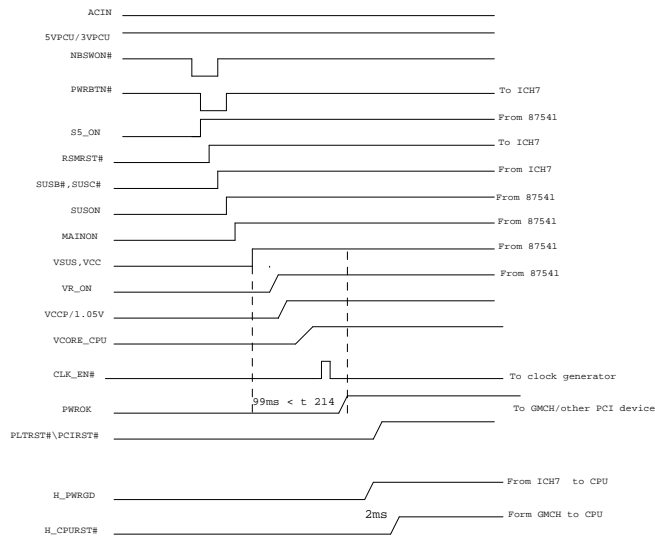 ACIN
5VPCU/3VPCU
NBSWON#
PWRBTN# To ICH7
S5_ON From 87541
RSMRST# To ICH7
SUSB#,SUSC# From ICH7
SUSON From 87541
MAINON From 87541
VSUS,VCC From 87541
VR_ON From 87541
VCCP/1.05V
VCORE_CPU
CLK_EN# To clock generator
99ms < t 214
PWROK To GMCH/other PCI device
PLTRST#\PCIRST#
H_PWRGD From ICH7 to CPU
2ms Form GMCH to CPU
H_CPURST#